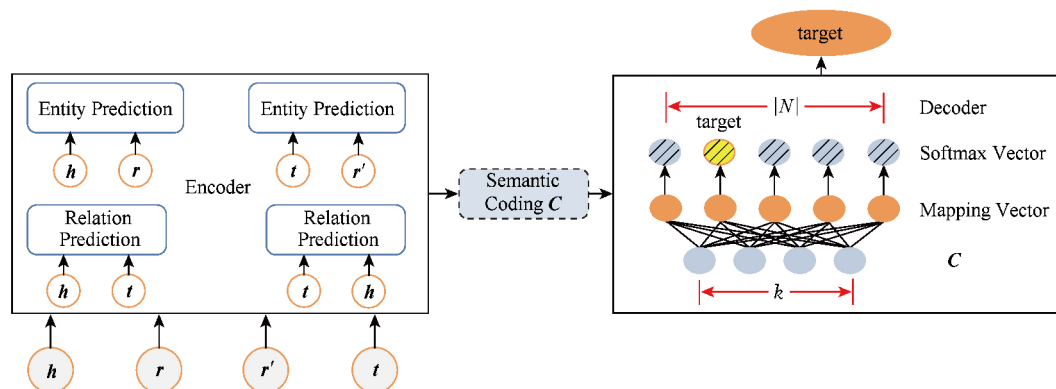 target
|N|
Decoder
Entity Prediction
Entity Prediction
target
Softmax Vector
h
r
t
r′
Encoder
Semantic
Coding C
Mapping Vector
Relation
Prediction
Relation
Prediction
C
h
t
t
h
k
h
r
r′
t